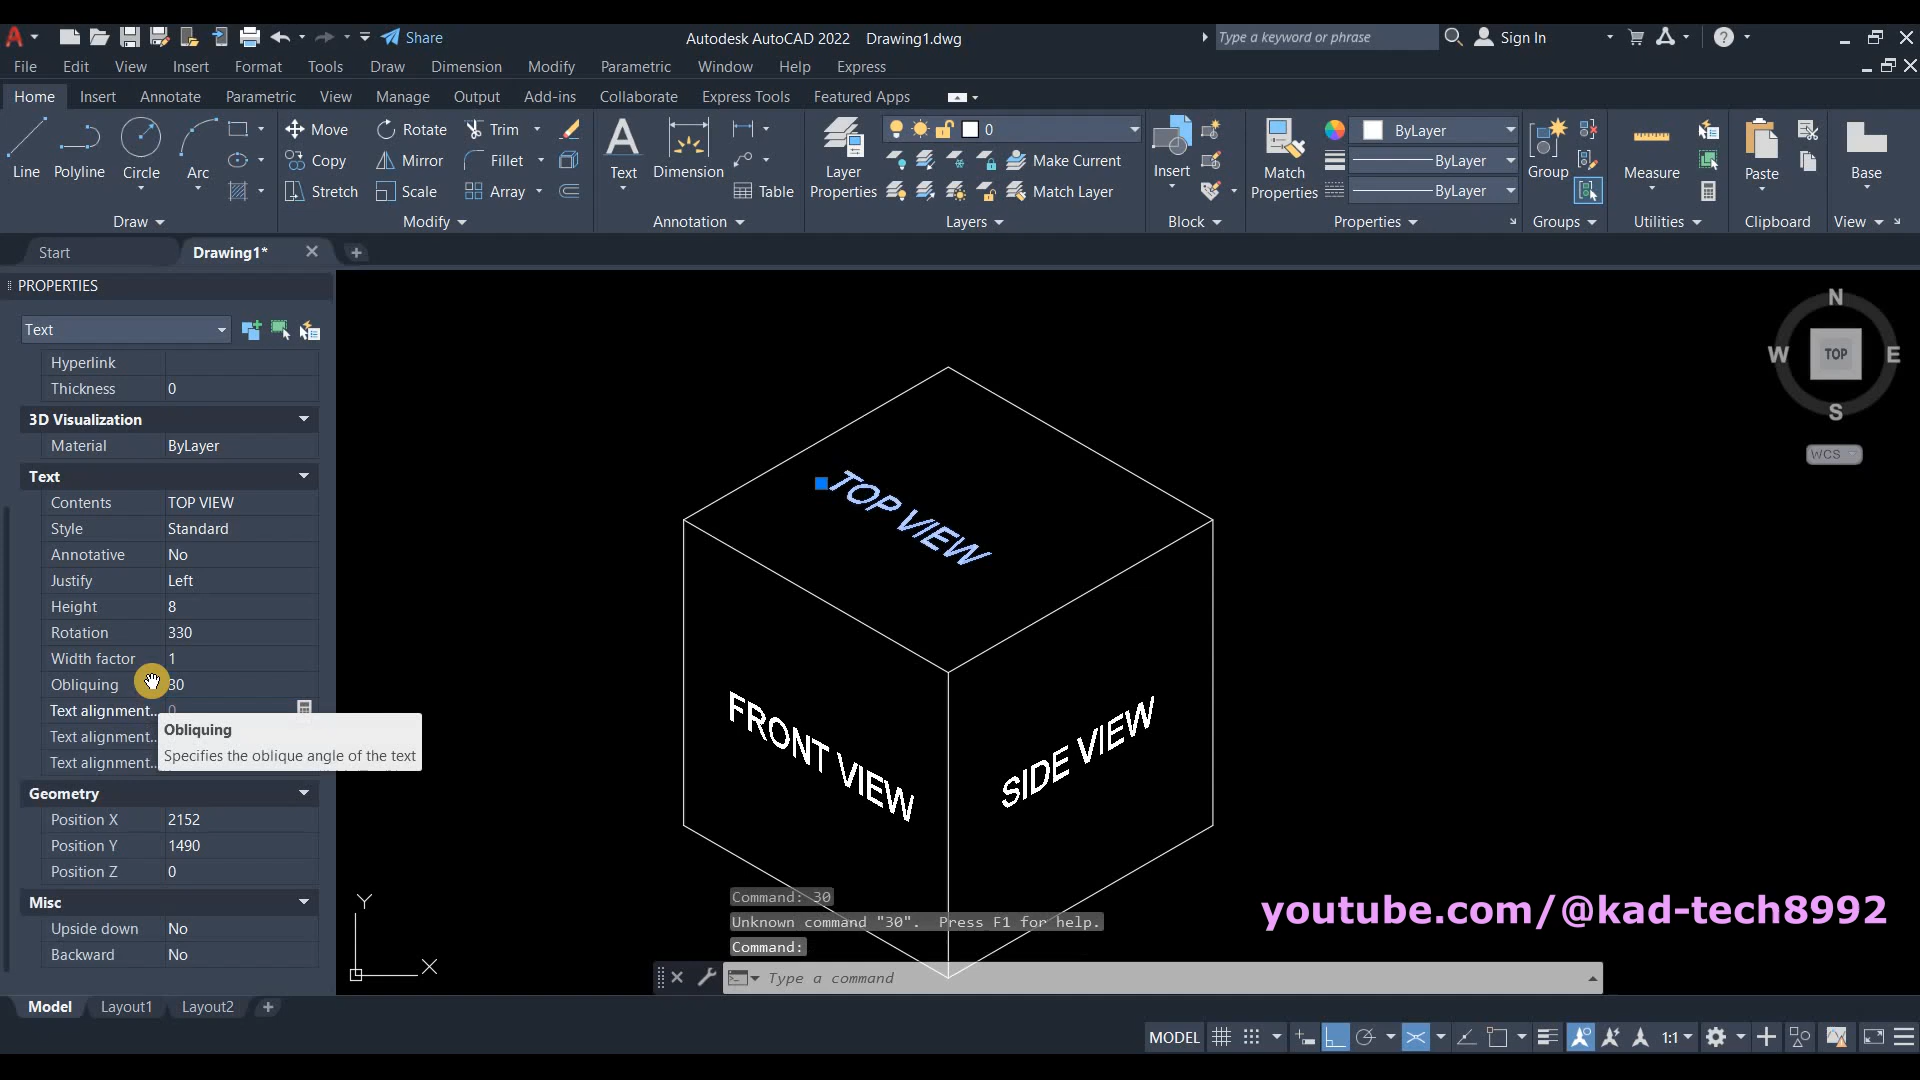 Share
Autodesk AutoCAD 2022 Drawing1.dwg
Type a keyword or phrase
Sign In
File Edit View Insert Format Tools Draw Dimension Modify Parametric Window Help Express
Home Insert Annotate Parametric View Manage Output Add-ins Collaborate Express Tools Featured Apps
Line Polyline Circle Arc
Move Rotate Trim
Copy Mirror Fillet
Stretch Scale Array
Text Dimension Table
Layer Properties
0
Make Current
Match Layer
Insert
Match Properties
ByLayer
ByLayer
ByLayer
Group
Measure
Paste
Base
Draw Modify Annotation Layers Block Properties Groups Utilities Clipboard View
Start Drawing1*
PROPERTIES
Text
Hyperlink
Thickness 0
3D Visualization
Material ByLayer
Text
Contents TOP VIEW
Style Standard
Annotative No
Justify Left
Height 8
Rotation 330
Width factor 1
Obliquing 30
Text alignment... 0
Text alignment...
Text alignment...
Obliquing
Specifies the oblique angle of the text
Geometry
Position X 2152
Position Y 1490
Position Z 0
Misc
Upside down No
Backward No
N
W TOP E
S
WCS
TOP VIEW
FRONT VIEW
SIDE VIEW
Y
X
Command: 30
Unknown command "30". Press F1 for help.
Command:
Type a command
youtube.com/@kad-tech8992
Model Layout1 Layout2
MODEL 1:1